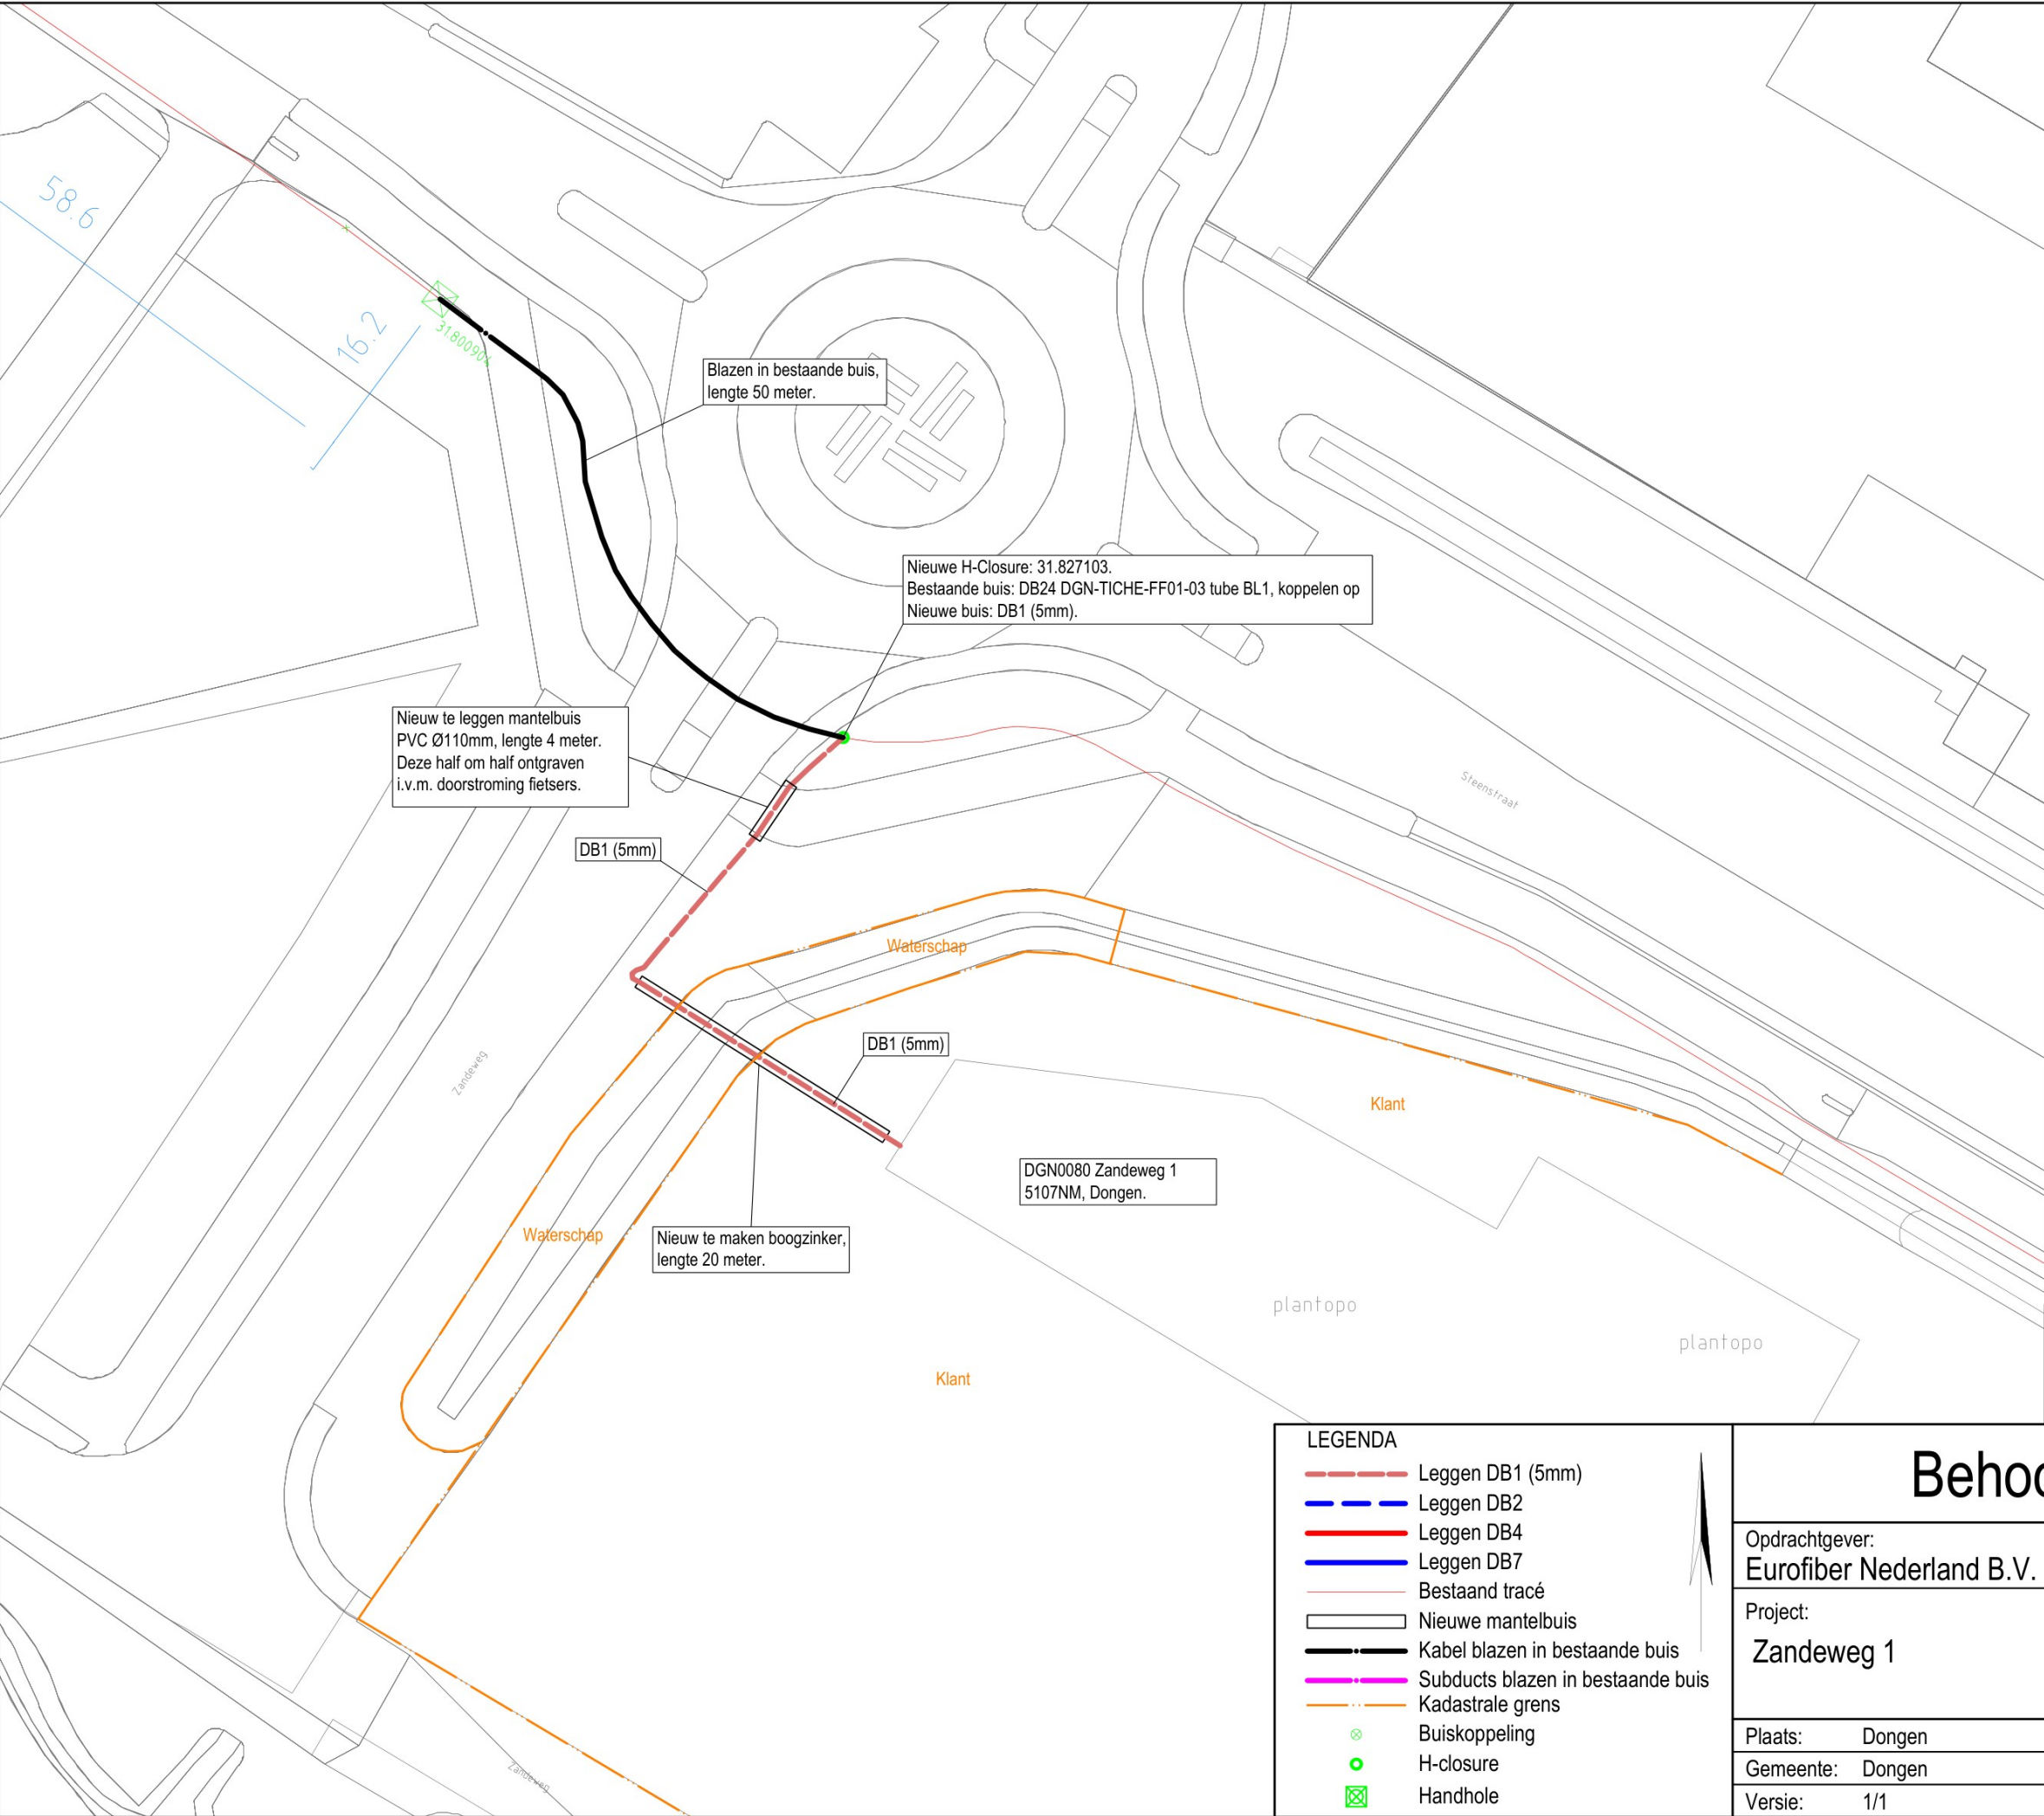 58.6
16.2
Blazen in bestaande buis,
lengte 50 meter.
Nieuwe H-Closure: 31.827103.
Bestaande buis: DB24 DGN-TICHE-FF01-03 tube BL1, koppelen op
Nieuwe buis: DB1 (5mm).
Nieuw te leggen mantelbuis
PVC Ø110mm, lengte 4 meter.
Deze half om half ontgraven
i.v.m. doorstroming fietsers.
Steenstraat
DB1 (5mm)
Waterschap
Zandeweg
DB1 (5mm)
Klant
DGN0080 Zandeweg 1
5107NM, Dongen.
Waterschap
Nieuw te maken boogzinker,
lengte 20 meter.
plantopo
plantopo
Klant
Zandeweg
LEGENDA
Leggen DB1 (5mm)
Leggen DB2
Leggen DB4
Leggen DB7
Bestaand tracé
Nieuwe mantelbuis
Kabel blazen in bestaande buis
Subducts blazen in bestaande buis
Kadastrale grens
Buiskoppeling
H-closure
Handhole
Opdrachtgever:
Eurofiber Nederland B.V.
Project:
Zandeweg 1
Plaats: Dongen
Gemeente: Dongen
Versie: 1/1